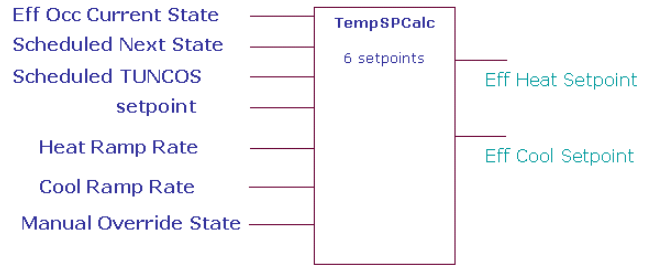 Eff Occ Current State
Scheduled Next State
Scheduled TUNCOS
setpoint
Heat Ramp Rate
Cool Ramp Rate
Manual Override State
TempSPCalc
6 setpoints
Eff Heat Setpoint
Eff Cool Setpoint